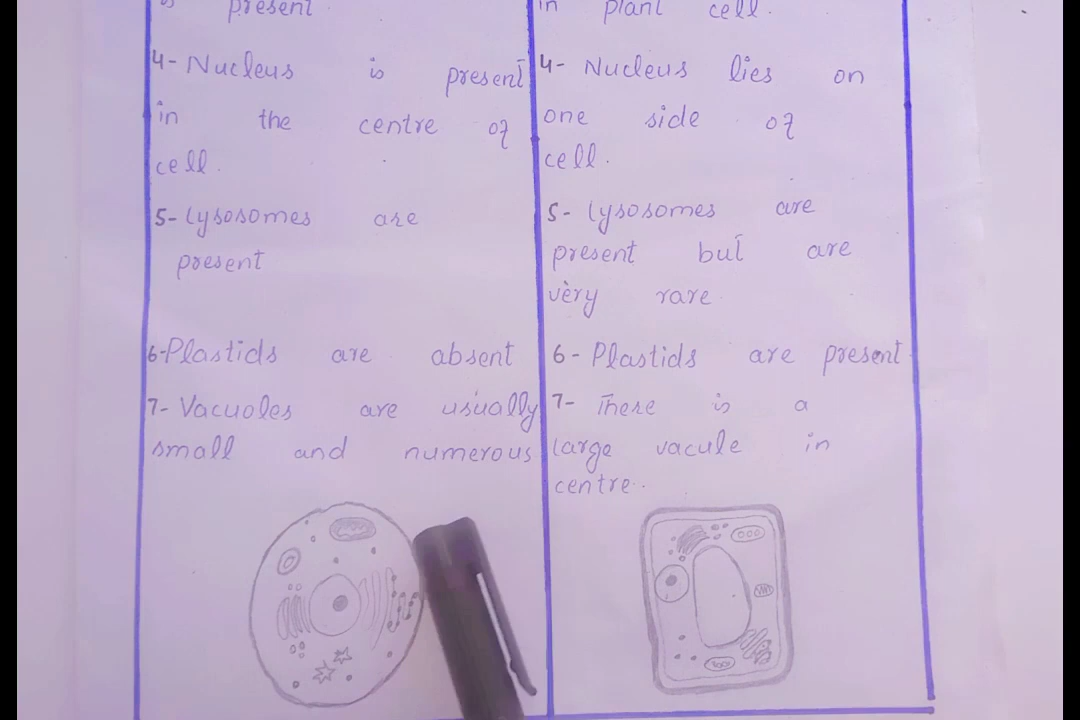 is present
4- Nucleus is present
in the centre of
cell.
5- Lysosomes are
present
6- Plastids are absent
7- Vacuoles are usually
small and numerous
in plant cell.
4- Nucleus lies on
one side of
cell.
5- Lysosomes are
present but are
very rare
6- Plastids are present
7- There is a
large vacule in
centre.